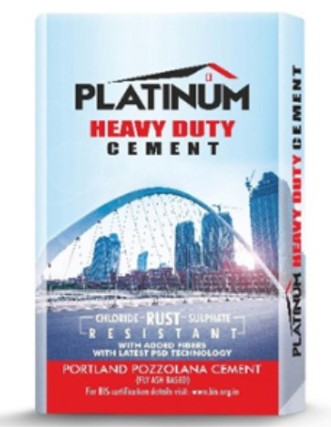 PLATINUM
HEAVY DUTY
CEMENT
CHLORIDE - RUST - SULPHATE
RESISTANT
WITH ADDED FIBERS
WITH LATEST PSD TECHNOLOGY
PORTLAND POZZOLANA CEMENT
(FLY ASH BASED)
For BIS certification details visit: www.bis.org.in
PLATINUM HEAVY DUTY CEMENT